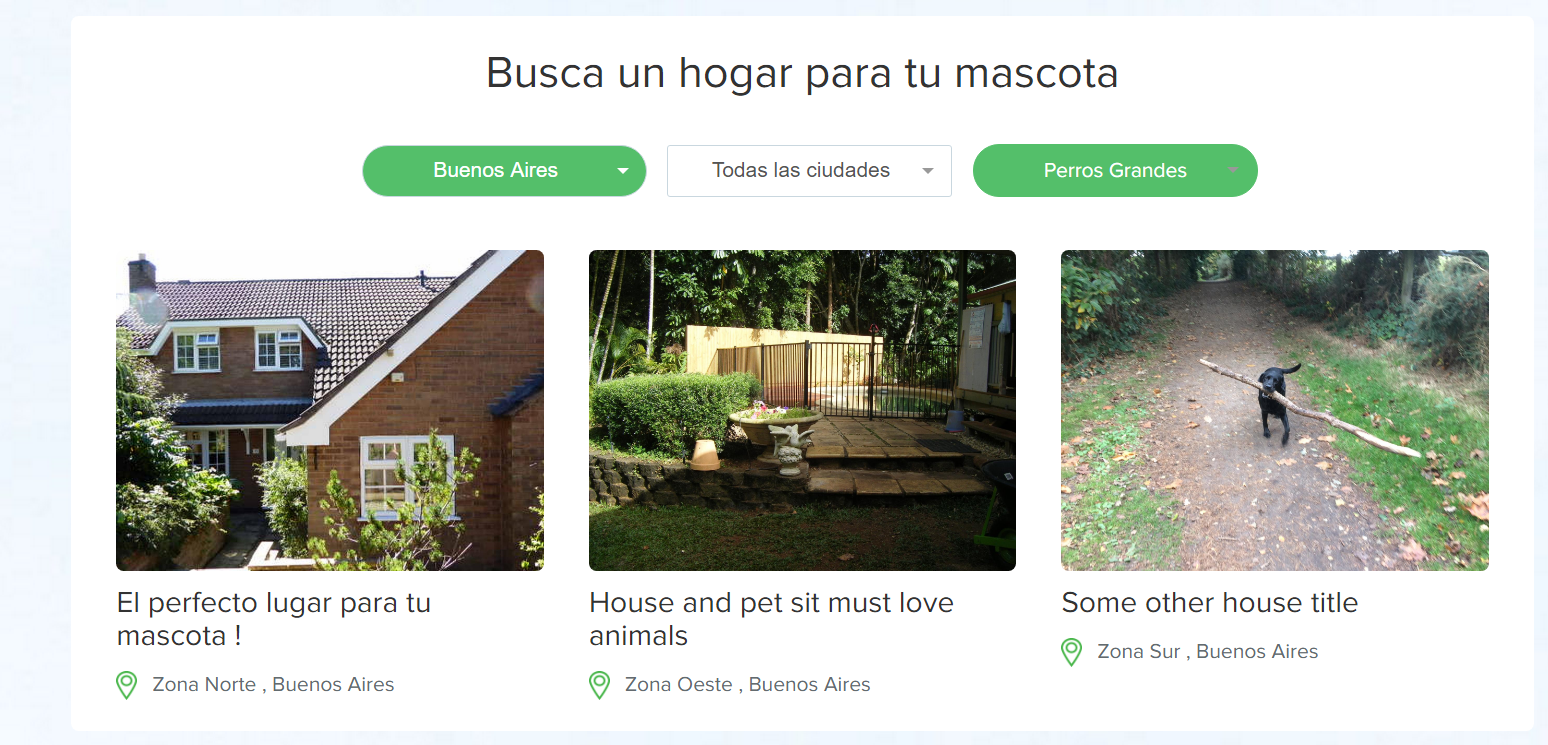 Busca un hogar para tu mascota
Buenos Aires
Todas las ciudades
Perros Grandes
El perfecto lugar para tu
mascota !
Zona Norte , Buenos Aires
House and pet sit must love
animals
Zona Oeste , Buenos Aires
Some other house title
Zona Sur , Buenos Aires